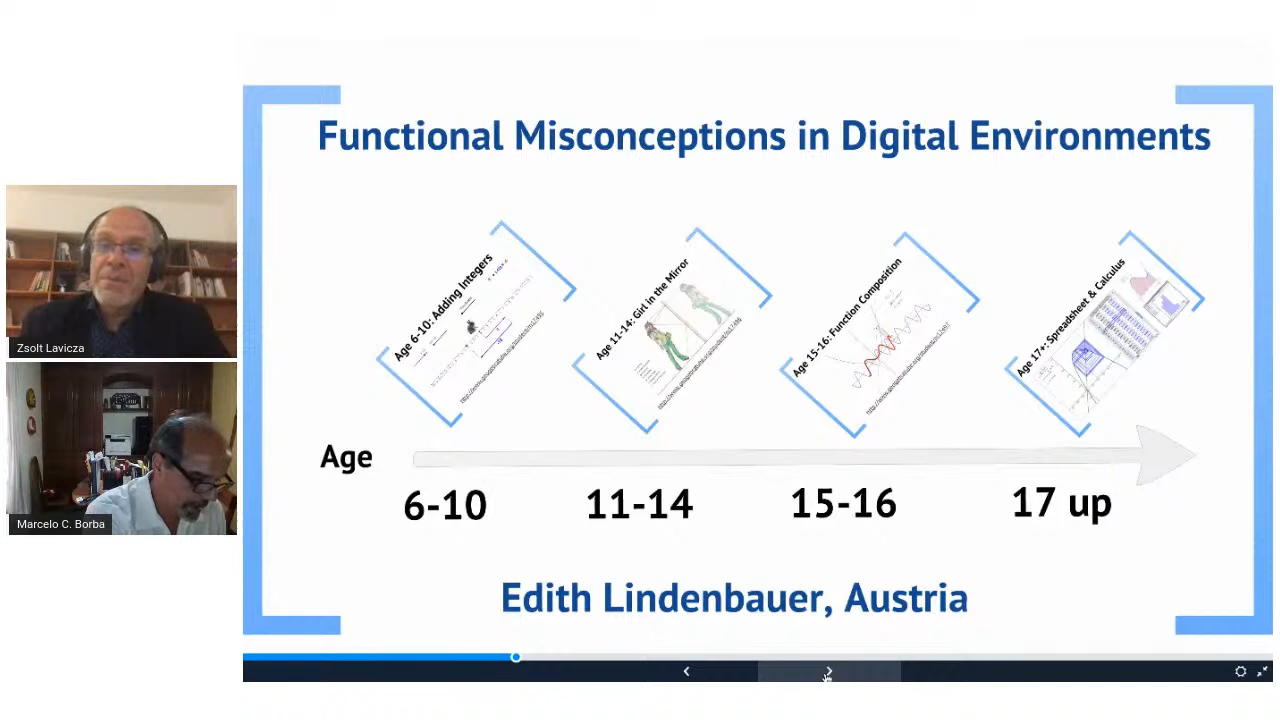 Functional Misconceptions in Digital Environments
Age 6-10: Adding Integers
Age 11-14: Girl in the Mirror
Age 15-16: Function Composition
Age 17+: Spreadsheet & Calculus
Zsolt Lavicza
Marcelo C. Borba
Age
6-10
11-14
15-16
17 up
Edith Lindenbauer, Austria